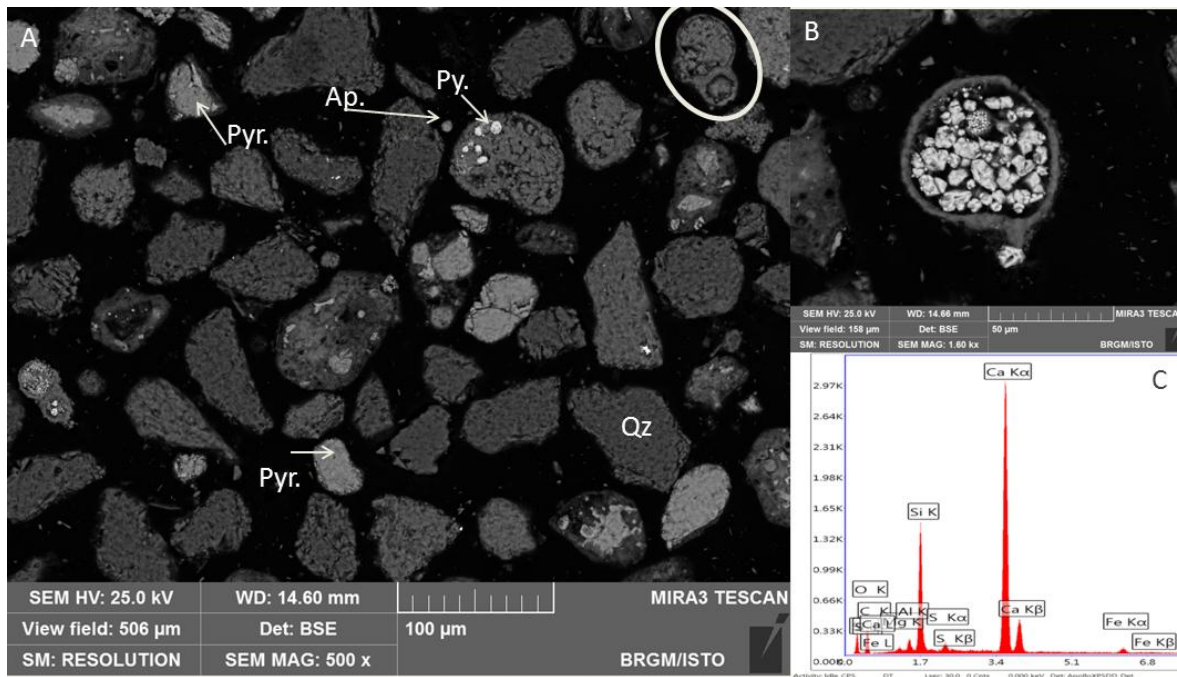 A
Ap.
Py.
Pyr.
Qz
Pyr.
SEM HV: 25.0 kV WD: 14.60 mm MIRA3 TESCAN
View field: 506 µm Det: BSE 100 µm
SM: RESOLUTION SEM MAG: 500 x BRGM/ISTO
B
SEM HV: 25.0 kV WD: 14.66 mm MIRA3 TESCAN
View field: 158 µm Det: BSE 50 µm
SM: RESOLUTION SEM MAG: 1.60 kx BRGM/ISTO
C
2.97K
2.64K
2.31K
1.98K
1.65K
1.32K
0.99K
0.66K
0.33K
0.00K
Ca Kα
Si K
O K
C K
Al K
S Kα
Ca Kβ
Fe Kα
Ca
g K
Fe L
S Kβ
Fe Kβ
0.0 1.7 3.4 5.1 6.8